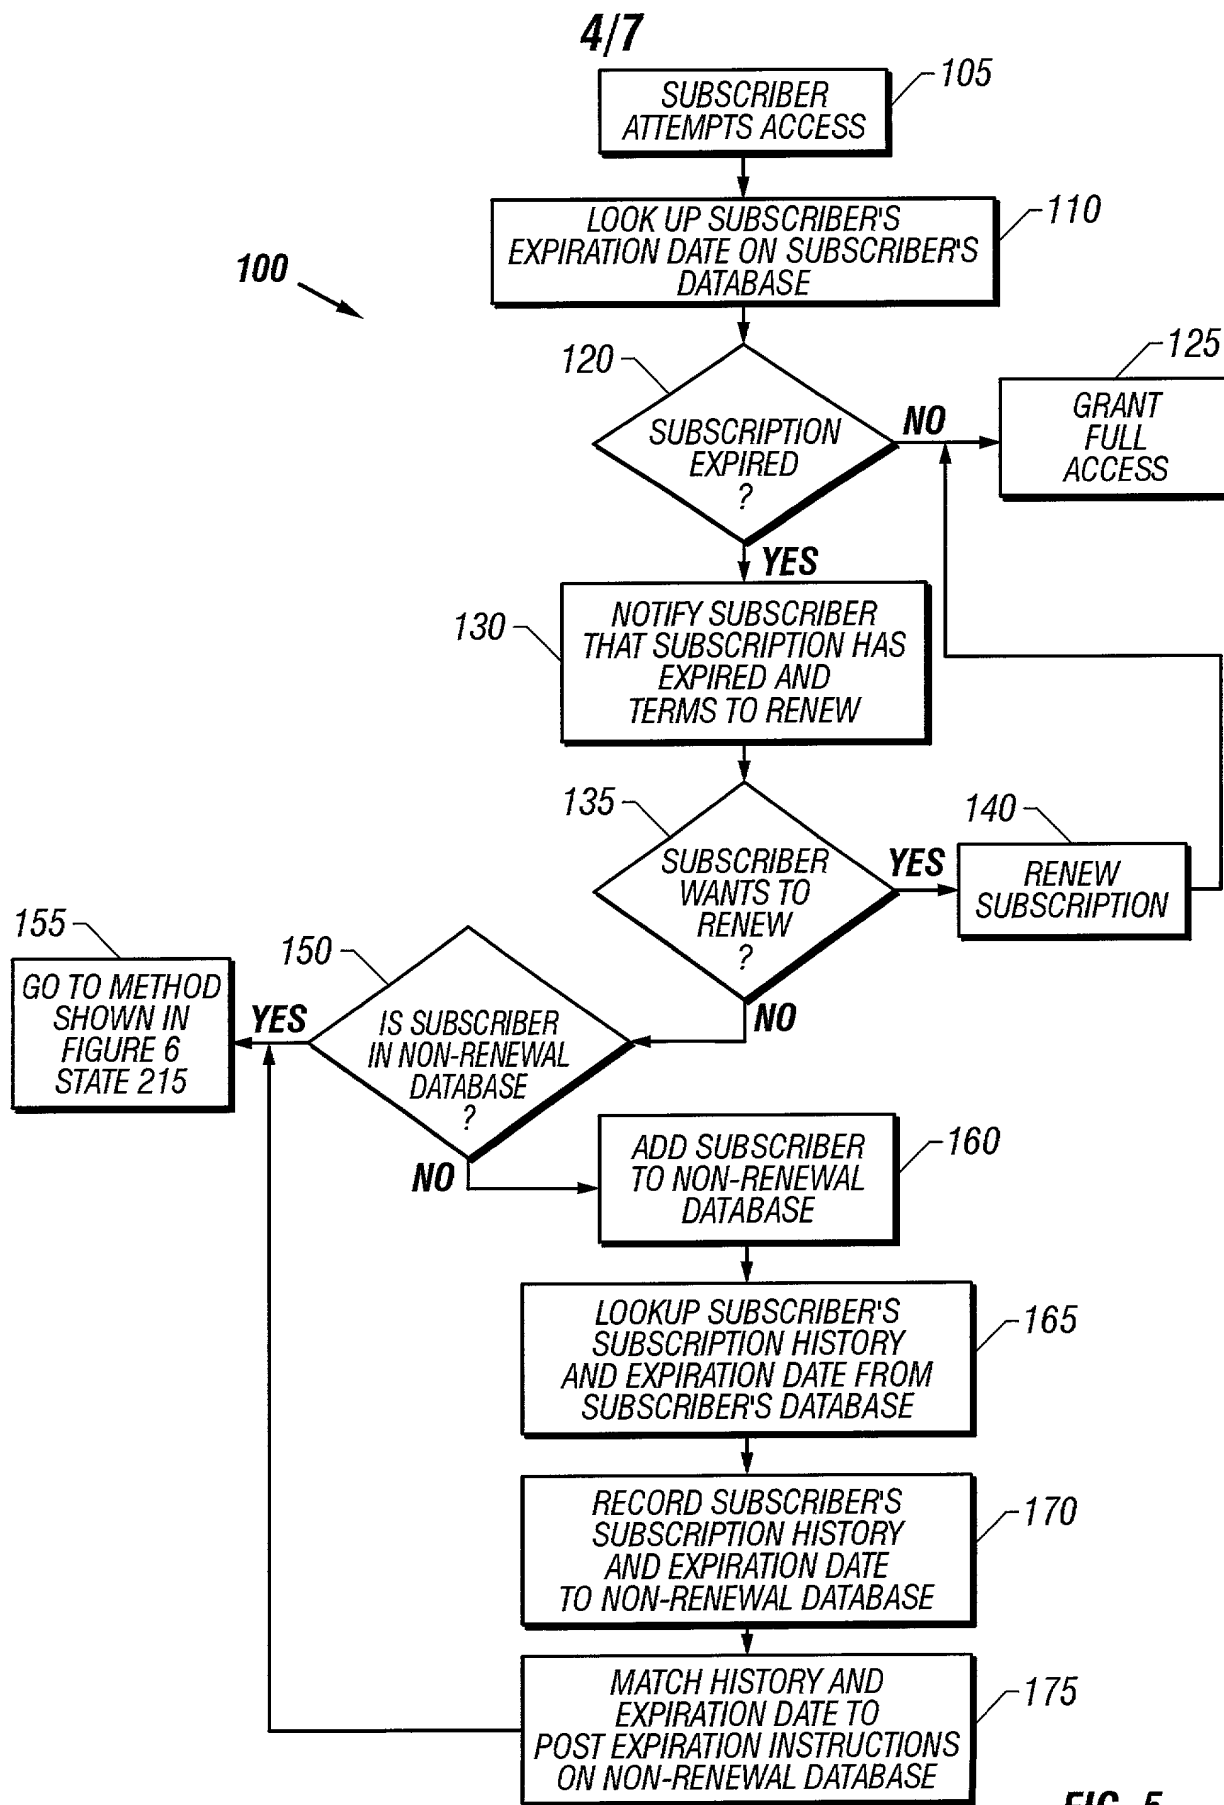 4/7
SUBSCRIBER
ATTEMPTS ACCESS
105
LOOK UP SUBSCRIBER'S
EXPIRATION DATE ON SUBSCRIBER'S
DATABASE
110
100
120
SUBSCRIPTION
EXPIRED
?
NO
125
GRANT
FULL
ACCESS
YES
130
NOTIFY SUBSCRIBER
THAT SUBSCRIPTION HAS
EXPIRED AND
TERMS TO RENEW
135
SUBSCRIBER
WANTS TO
RENEW
?
YES
140
RENEW
SUBSCRIPTION
NO
155
GO TO METHOD
SHOWN IN
FIGURE 6
STATE 215
YES
150
IS SUBSCRIBER
IN NON-RENEWAL
DATABASE
?
NO
ADD SUBSCRIBER
TO NON-RENEWAL
DATABASE
160
LOOKUP SUBSCRIBER'S
SUBSCRIPTION HISTORY
AND EXPIRATION DATE FROM
SUBSCRIBER'S DATABASE
165
RECORD SUBSCRIBER'S
SUBSCRIPTION HISTORY
AND EXPIRATION DATE
TO NON-RENEWAL DATABASE
170
MATCH HISTORY AND
EXPIRATION DATE TO
POST EXPIRATION INSTRUCTIONS
ON NON-RENEWAL DATABASE
175
FIG. 5